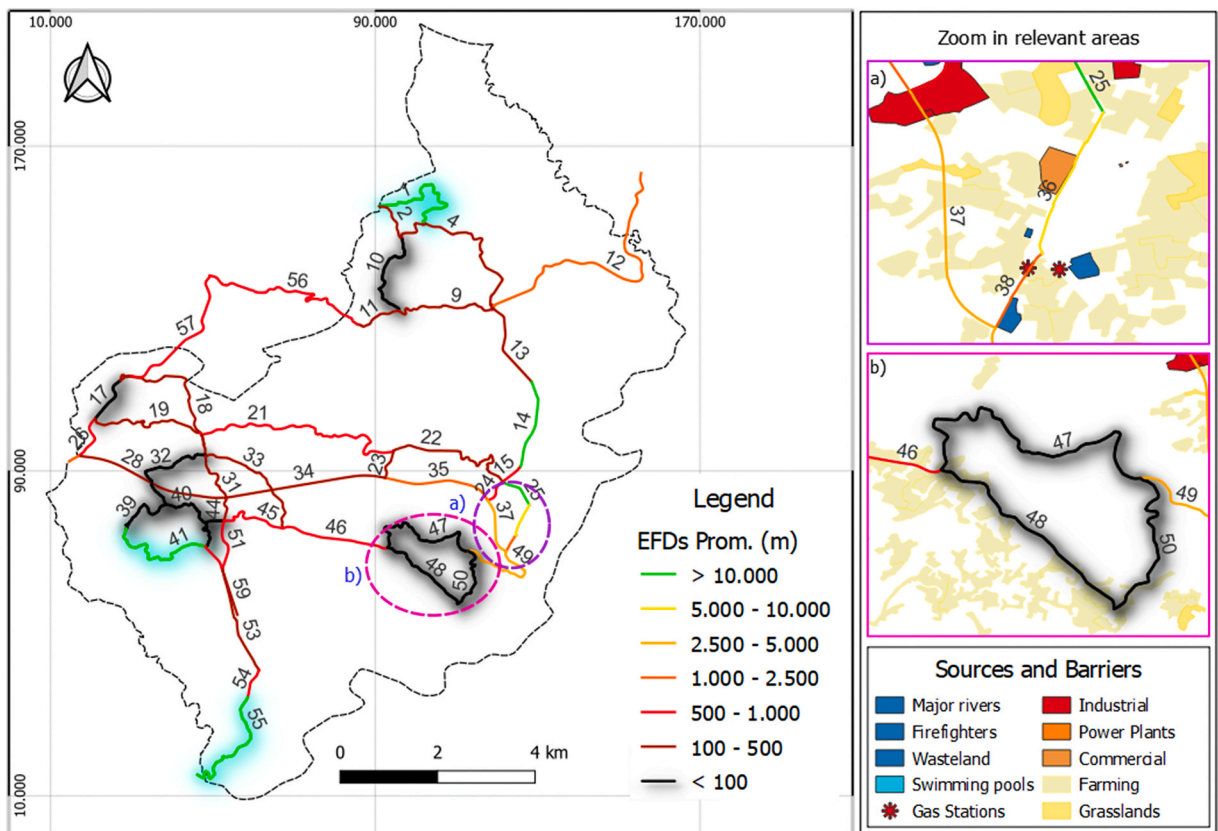 10.000
90.000
170.000
170.000
90.000
10.000
1
2
4
10
11
9
12
13
14
56
57
17
18
19
21
26
28
32
33
31
34
23
22
35
24
15
25
37
39
40
41
44
45
51
46
47
48
50
49
59
53
54
55
a)
b)
Legend
EFDs Prom. (m)
> 10.000
5.000 - 10.000
2.500 - 5.000
1.000 - 2.500
500 - 1.000
100 - 500
< 100
0
2
4 km
Zoom in relevant areas
a)
25
36
37
38
b)
46
47
48
49
50
Sources and Barriers
Major rivers
Firefighters
Wasteland
Swimming pools
Gas Stations
Industrial
Power Plants
Commercial
Farming
Grasslands